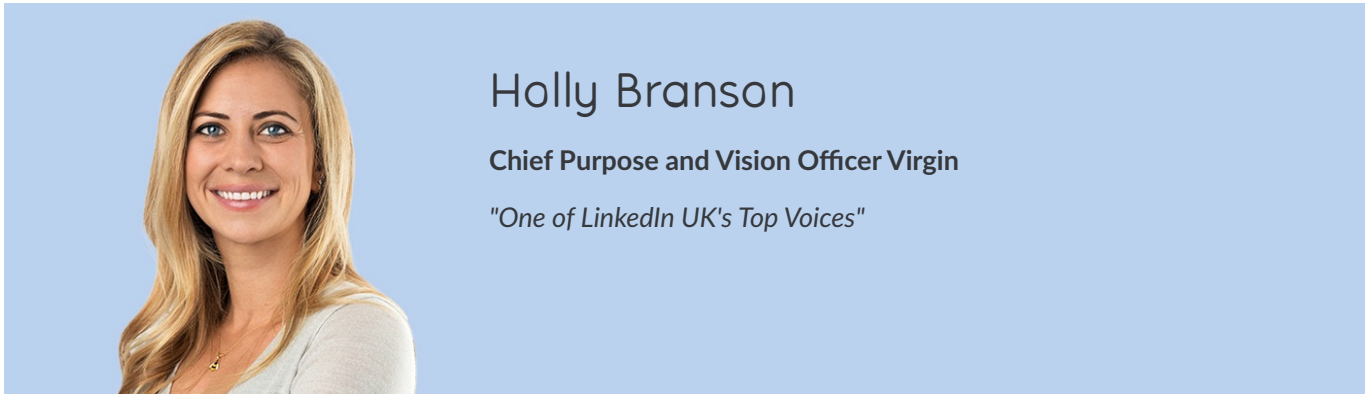 Holly Branson
Chief Purpose and Vision Officer Virgin
"One of LinkedIn UK's Top Voices"